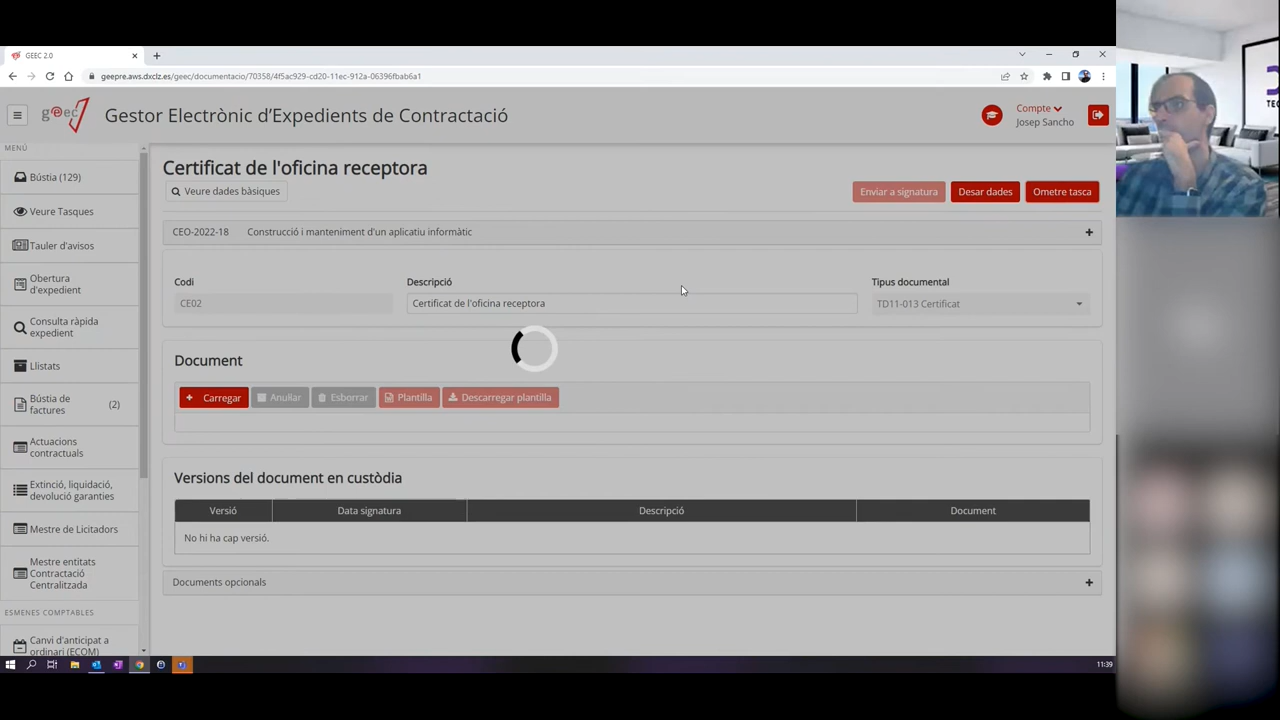 GEEC 2.0
geepre.aws.dxclz.es/geec/documentacio/70358/4f5ac929-cd20-11ec-912a-06396fbab6a1
geec
Gestor Electrònic d'Expedients de Contractació
Compte
Josep Sancho
MENÚ
Bústia (129)
Veure Tasques
Tauler d'avisos
Obertura
d'expedient
Consulta ràpida
expedient
Llistats
Bústia de
factures
(2)
Actuacions
contractuals
Extinció, liquidació,
devolució garanties
Mestre de Licitadors
Mestre entitats
Contractació
Centralitzada
ESMENES COMPTABLES
Canvi d'anticipat a
ordinari (ECOM)
Certificat de l'oficina receptora
Veure dades bàsiques
Enviar a signatura
Desar dades
Ometre tasca
CEO-2022-18 Construcció i manteniment d'un aplicatiu informàtic
Codi Descripció Tipus documental
CE02 Certificat de l'oficina receptora TD11-013 Certificat
Document
Carregar Anul·lar Esborrar Plantilla Descarregar plantilla
Versions del document en custòdia
Versió Data signatura Descripció Document
No hi ha cap versió.
Documents opcionals
11:39